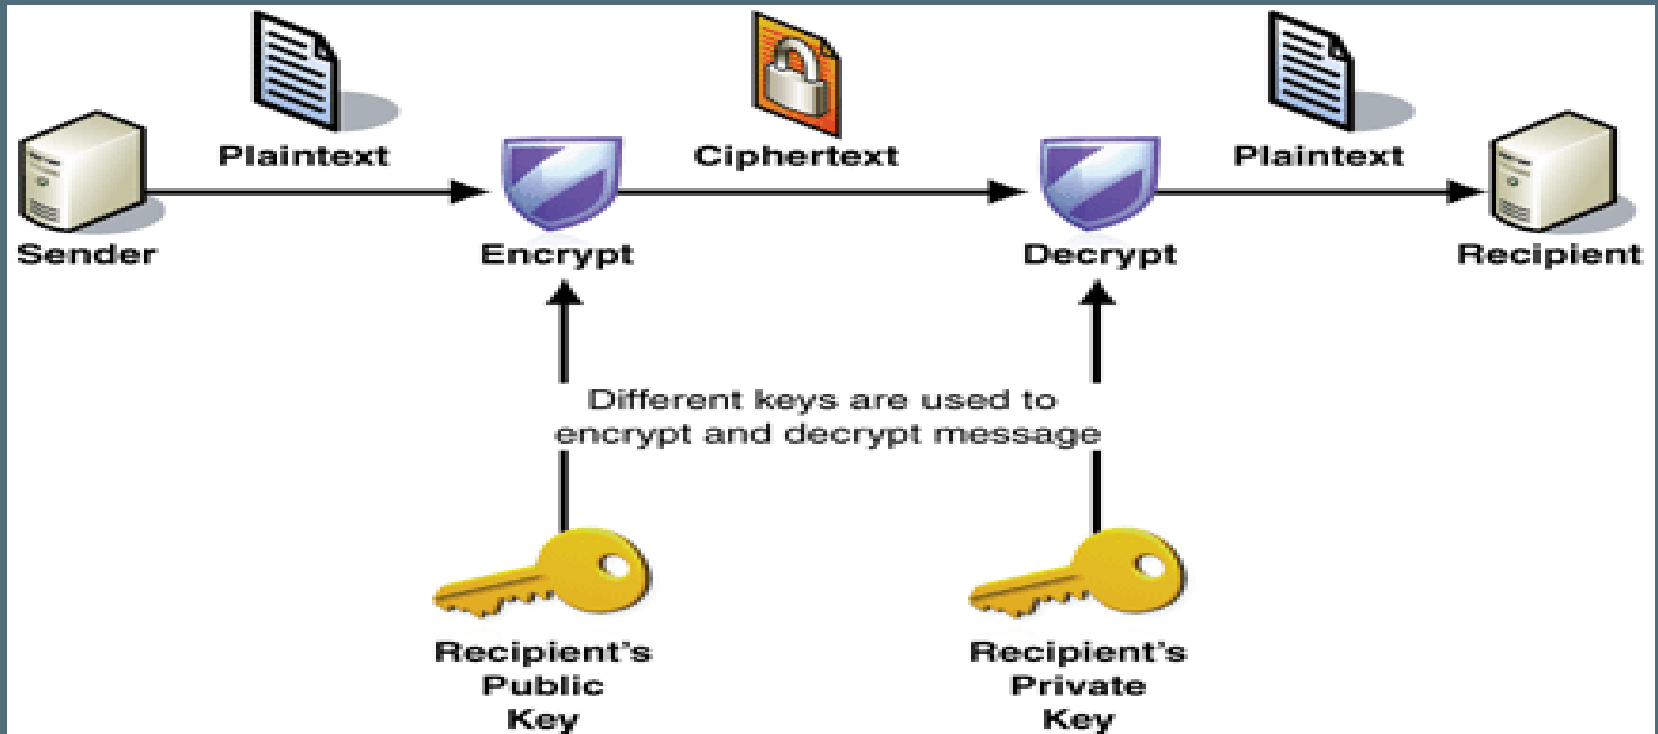 Plaintext
Ciphertext
Plaintext
Sender
Encrypt
Decrypt
Recipient
Different keys are used to
encrypt and decrypt message
Recipient's
Public
Key
Recipient's
Private
Key